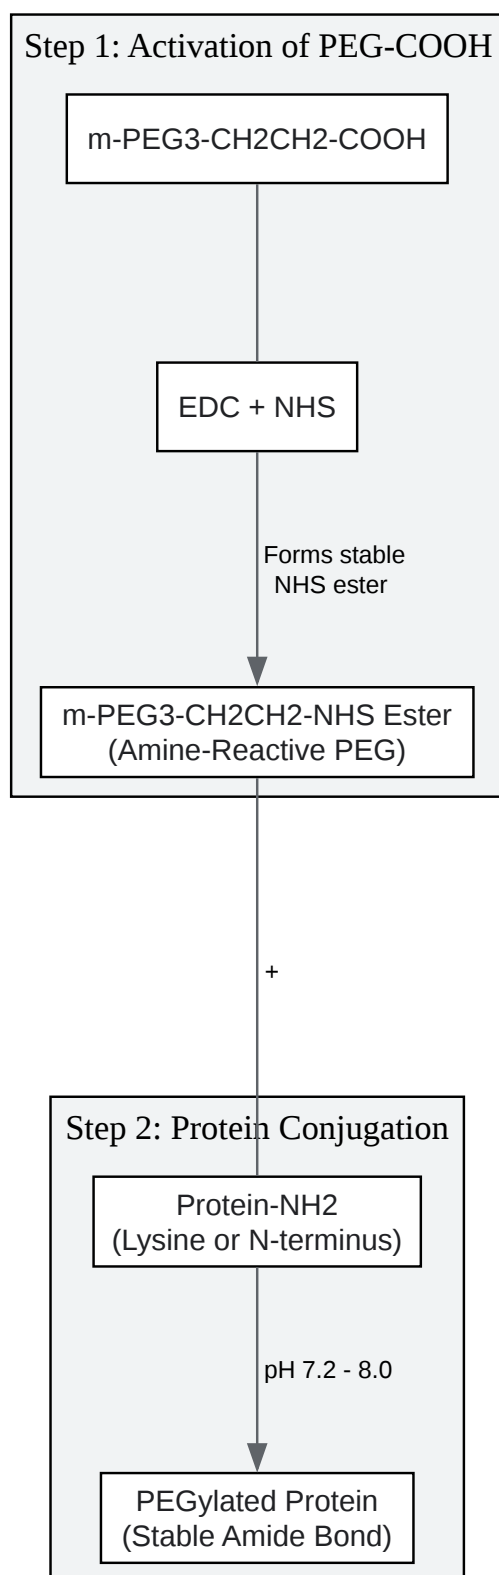 Step 1: Activation of PEG-COOH
m-PEG3-CH2CH2-COOH
EDC + NHS
Forms stable
NHS ester
m-PEG3-CH2CH2-NHS Ester
(Amine-Reactive PEG)
+
Step 2: Protein Conjugation
Protein-NH2
(Lysine or N-terminus)
pH 7.2 - 8.0
PEGylated Protein
(Stable Amide Bond)